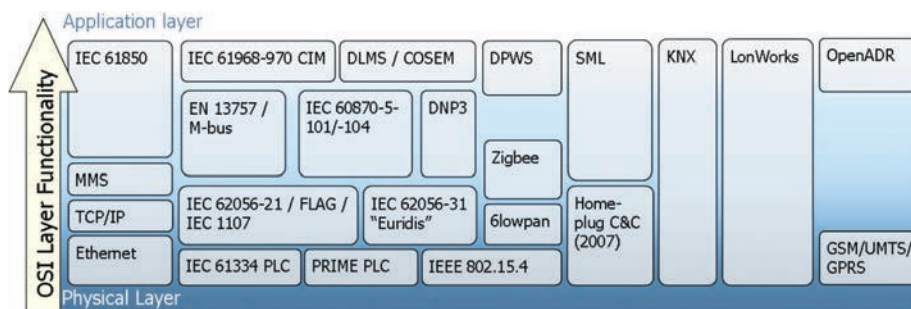 Application layer
OSI Layer Functionality
IEC 61850
IEC 61968-970 CIM
DLMS / COSEM
DPWS
SML
KNX
LonWorks
OpenADR
EN 13757 /
M-bus
IEC 60870-5-
101/-104
DNP3
Zigbee
MMS
TCP/IP
IEC 62056-21 / FLAG /
IEC 1107
IEC 62056-31
"Euridis"
6lowpan
Home-
plug C&C
(2007)
Ethernet
IEC 61334 PLC
PRIME PLC
IEEE 802.15.4
GSM/UMTS/
GPRS
Physical Layer